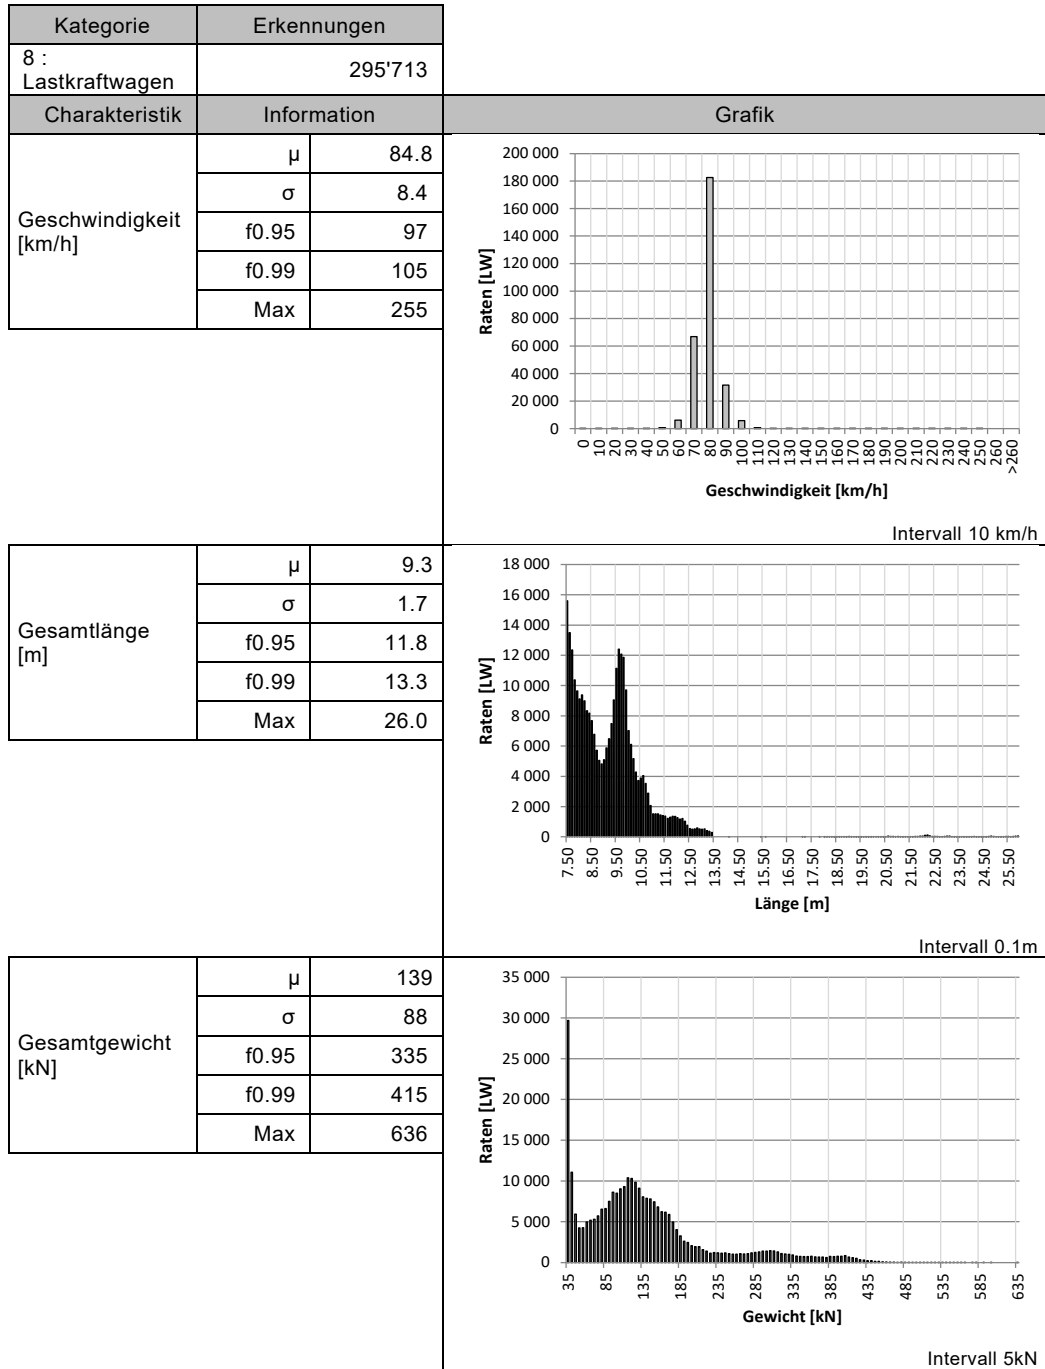 Kategorie Erkennungen
8 :
Lastkraftwagen 295'713
Charakteristik Information Grafik
Geschwindigkeit
[km/h]
µ 84.8
σ 8.4
f0.95 97
f0.99 105
Max 255
200 000
180 000
160 000
140 000
120 000
100 000
80 000
60 000
40 000
20 000
0
Raten [LW]
0 10 20 30 40 50 60 70 80 90 100 110 120 130 140 150 160 170 180 190 200 210 220 230 240 250 260 >260
Geschwindigkeit [km/h]
Intervall 10 km/h
Gesamtlänge
[m]
µ 9.3
σ 1.7
f0.95 11.8
f0.99 13.3
Max 26.0
18 000
16 000
14 000
12 000
10 000
8 000
6 000
4 000
2 000
0
Raten [LW]
7.50 8.50 9.50 10.50 11.50 12.50 13.50 14.50 15.50 16.50 17.50 18.50 19.50 20.50 21.50 22.50 23.50 24.50 25.50
Länge [m]
Intervall 0.1m
Gesamtgewicht
[kN]
µ 139
σ 88
f0.95 335
f0.99 415
Max 636
35 000
30 000
25 000
20 000
15 000
10 000
5 000
0
Raten [LW]
35 85 135 185 235 285 335 385 435 485 535 585 635
Gewicht [kN]
Intervall 5kN